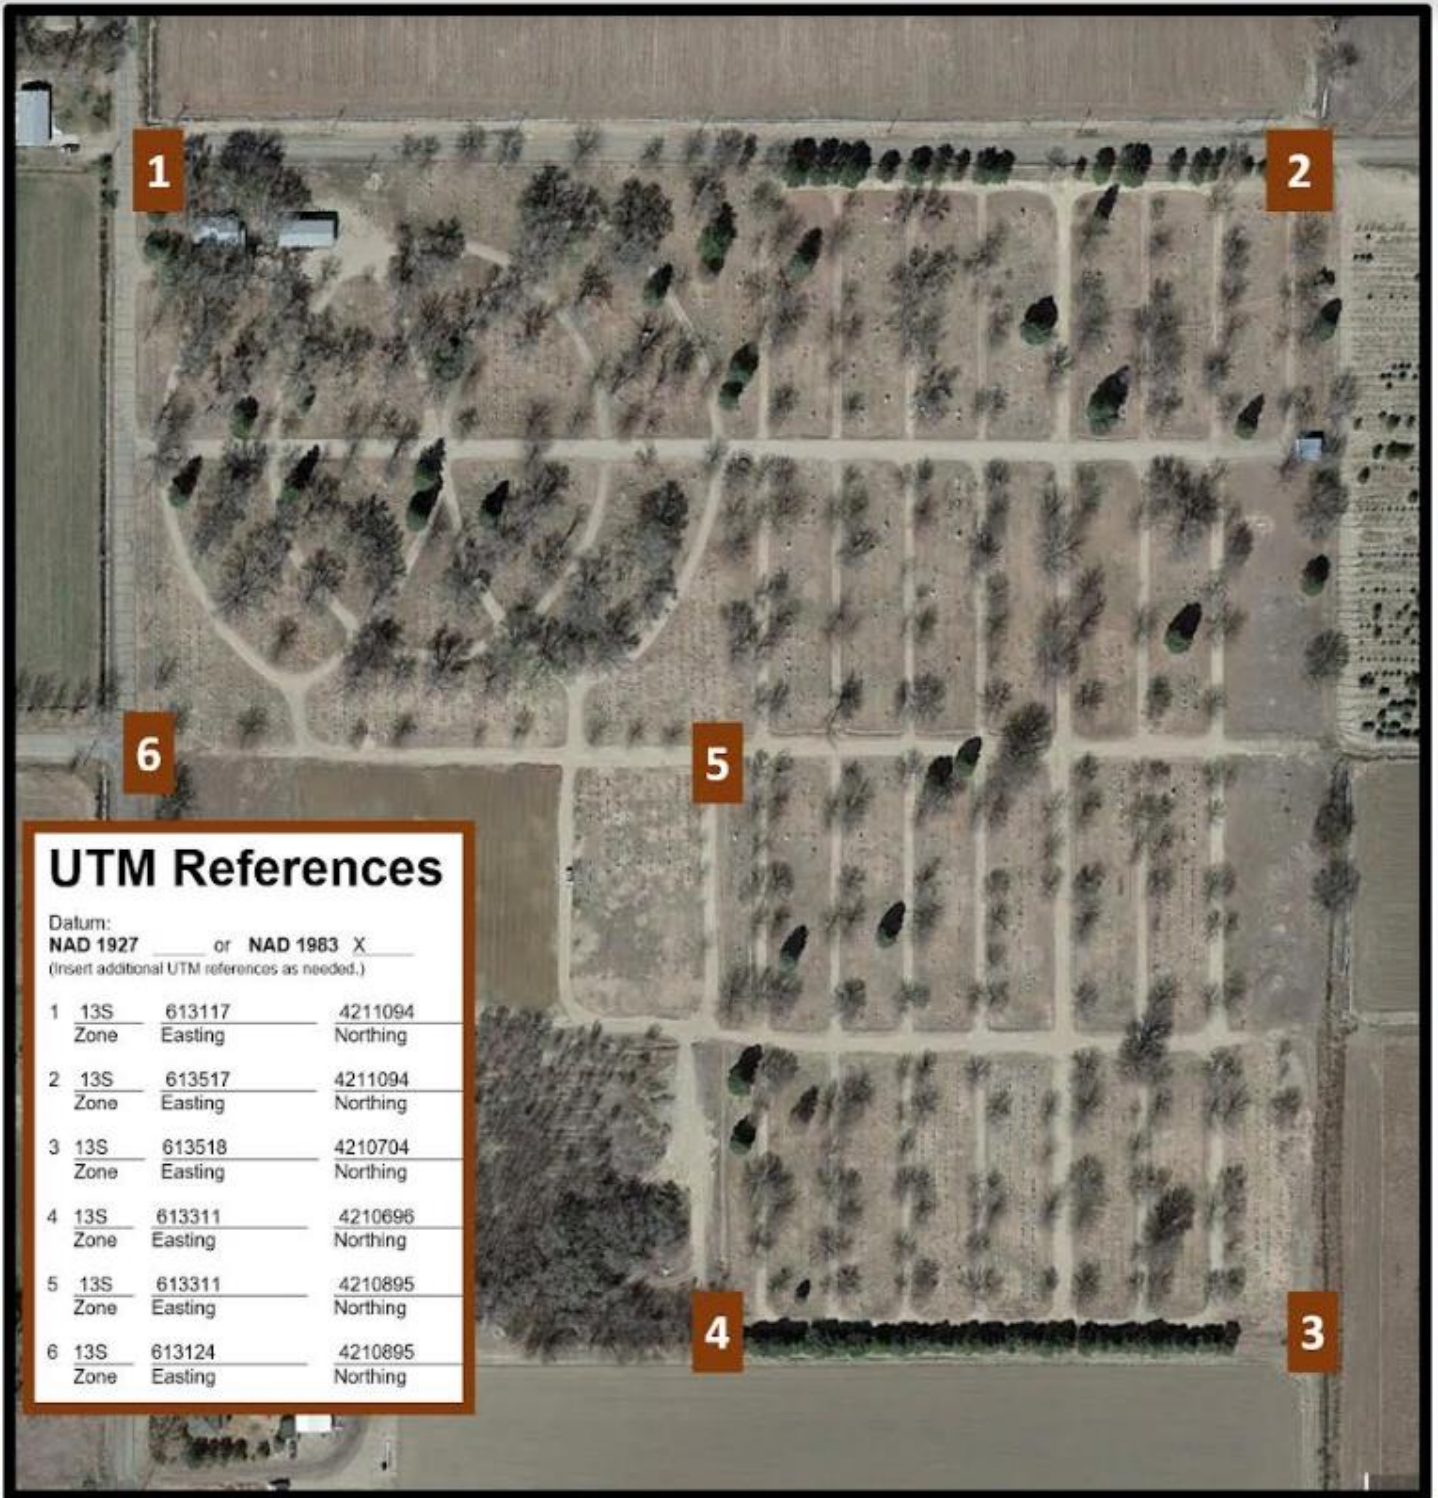 1
2
6
5
UTM References
Datum:
NAD 1927 _____ or NAD 1983 X
(Insert additional UTM references as needed.)
1 13S 613117 4211094
Zone Easting Northing
2 13S 613517 4211094
Zone Easting Northing
3 13S 613518 4210704
Zone Easting Northing
4 13S 613311 4210696
Zone Easting Northing
5 13S 613311 4210895
Zone Easting Northing
6 13S 613124 4210895
Zone Easting Northing
4
3